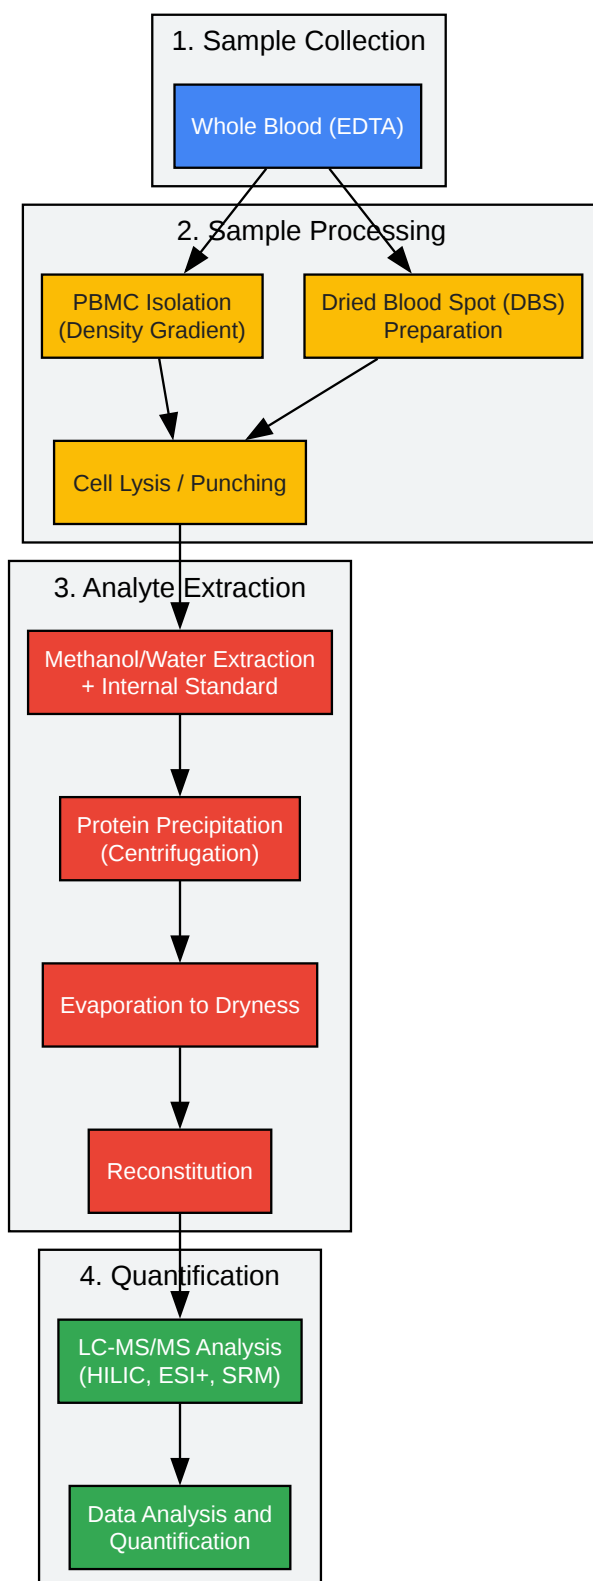 1. Sample Collection
Whole Blood (EDTA)
2. Sample Processing
PBMC Isolation
(Density Gradient)
Dried Blood Spot (DBS)
Preparation
Cell Lysis / Punching
3. Analyte Extraction
Methanol/Water Extraction
+ Internal Standard
Protein Precipitation
(Centrifugation)
Evaporation to Dryness
Reconstitution
4. Quantification
LC-MS/MS Analysis
(HILIC, ESI+, SRM)
Data Analysis and
Quantification